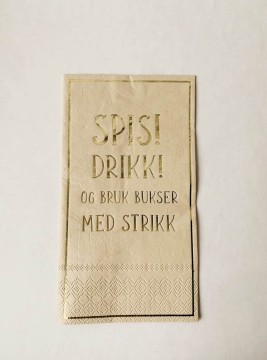 SPIS!
DRIKK!
OG BRUK BUKSER
MED STRIKK